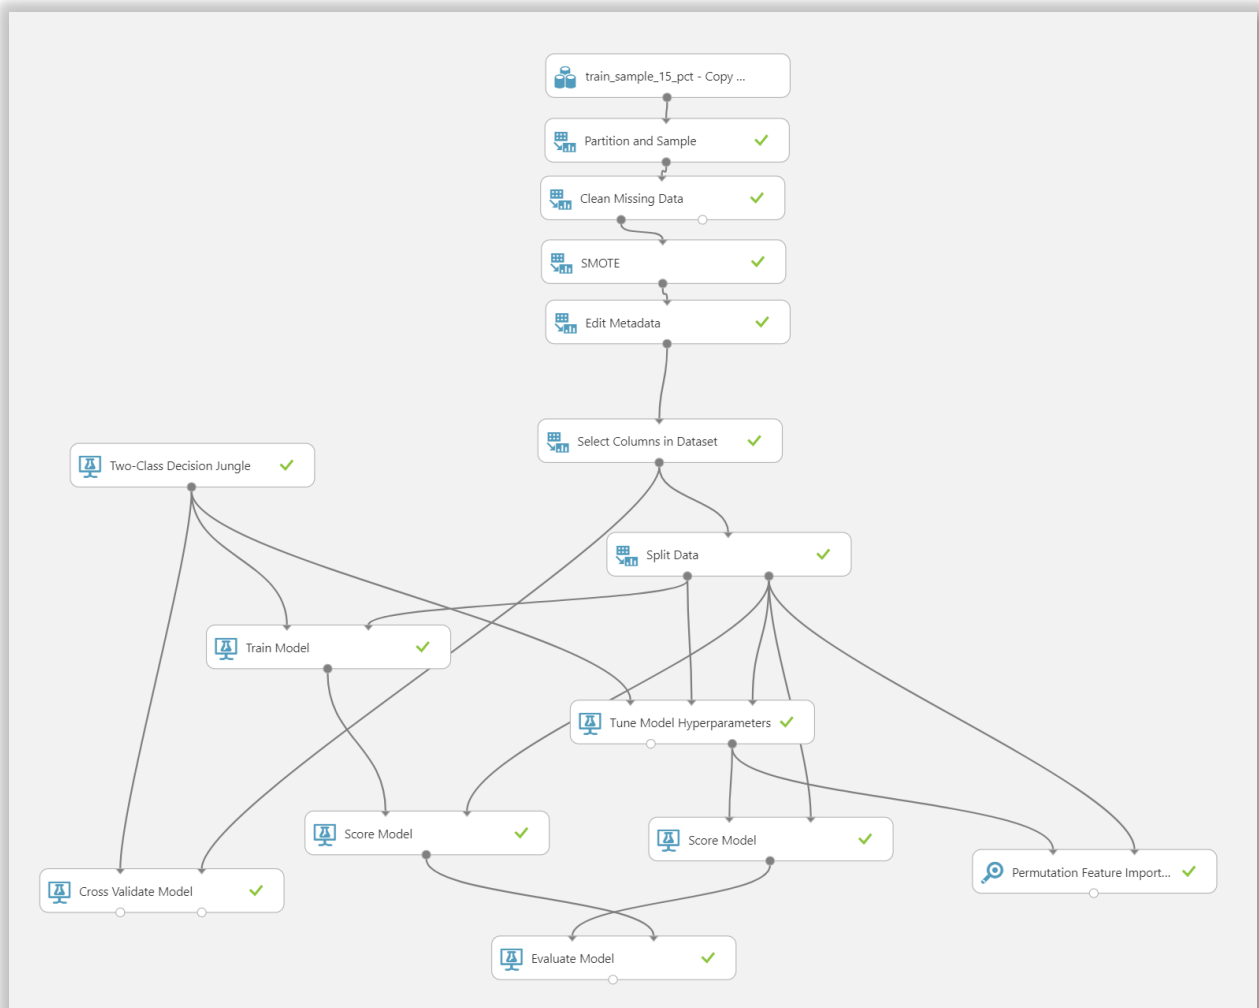 train_sample_15_pct - Copy ...
Partition and Sample
Clean Missing Data
SMOTE
Edit Metadata
Select Columns in Dataset
Two-Class Decision Jungle
Split Data
Train Model
Tune Model Hyperparameters
Score Model
Score Model
Permutation Feature Import...
Cross Validate Model
Evaluate Model